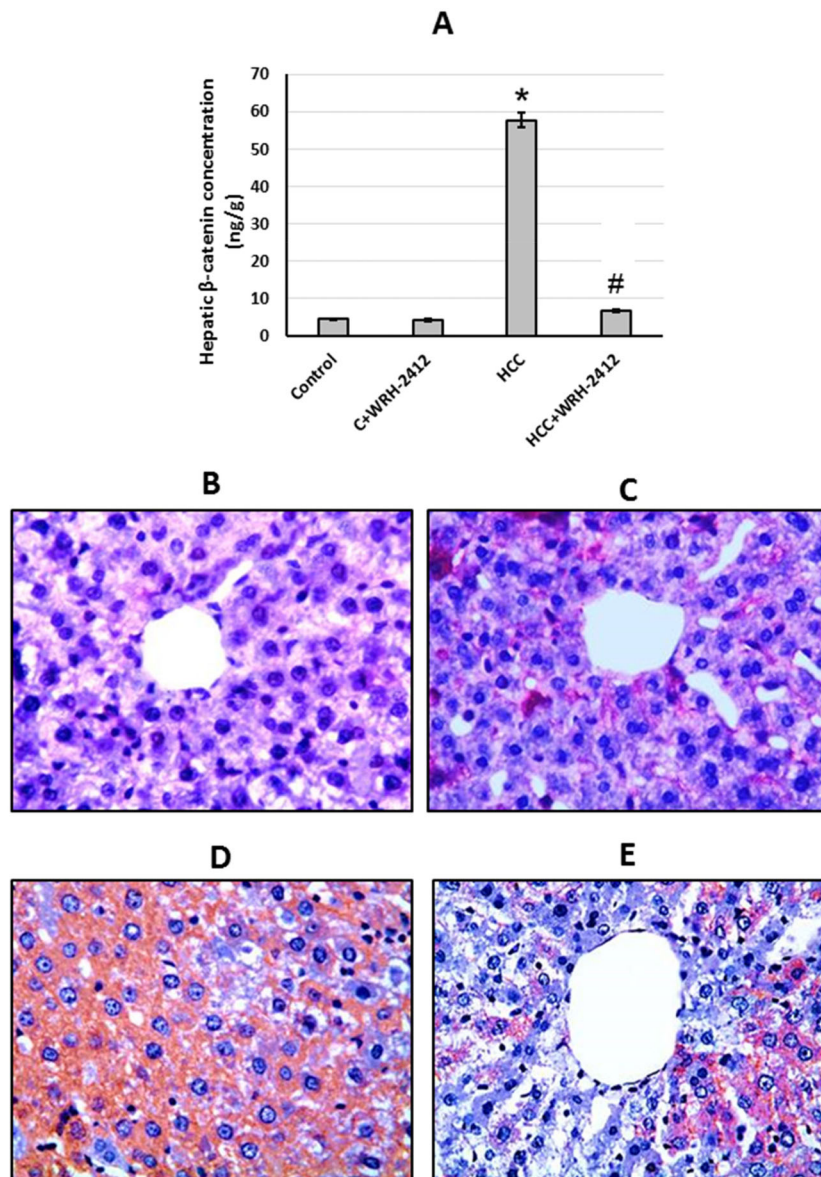 A
Hepatic β-catenin concentration
(ng/g)
70
60
50
40
30
20
10
0
*
#
Control
C+WRH-2412
HCC
HCC+WRH-2412
B
C
D
E